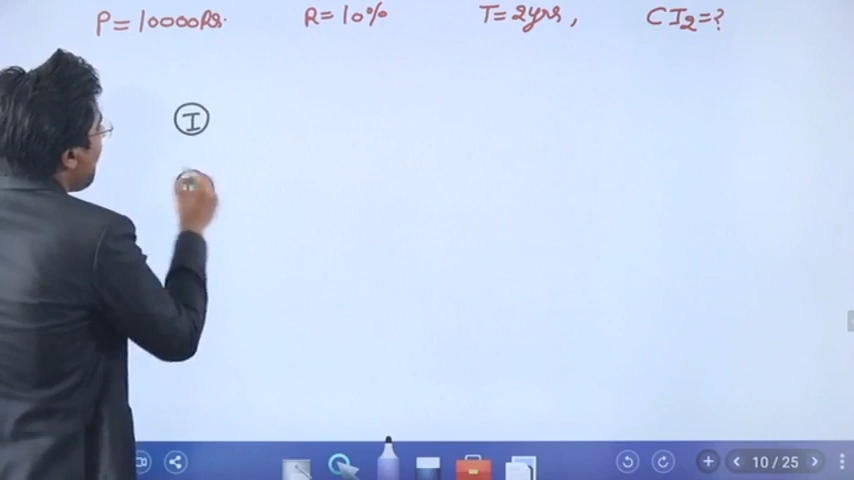 P = 10000Rs. R = 10% T = 2yrs, CI2 = ?
I
10 / 25